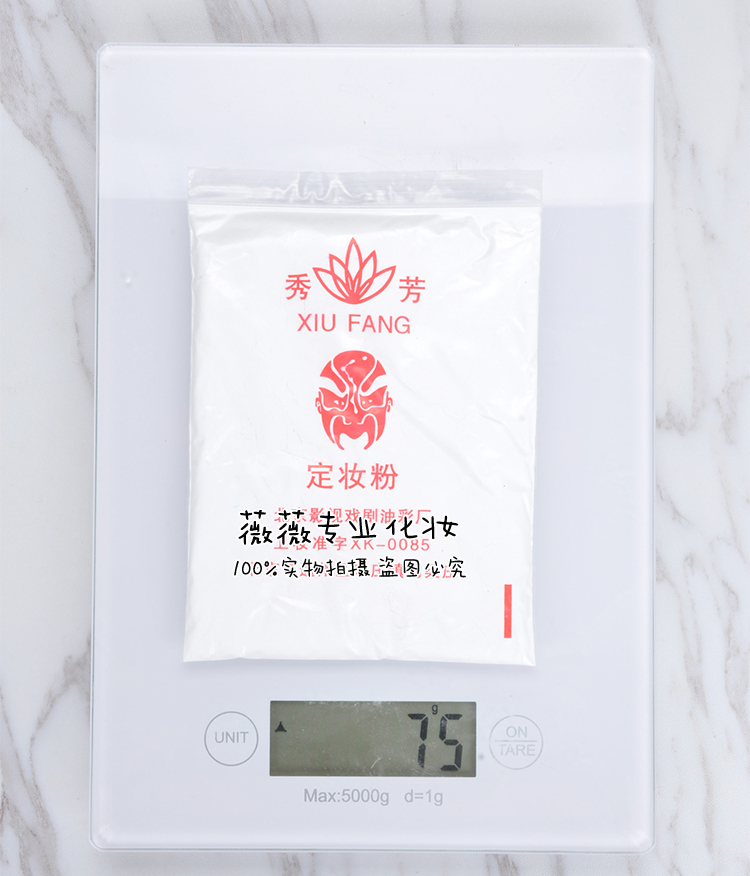 秀 芳
XIU FANG
定妆粉
影视戏剧油彩厂
薇薇专业化妆
妆准字XK-0085
100%实物拍摄 盗图必究
UNIT
g
75
ON
TARE
Max:5000g d=1g